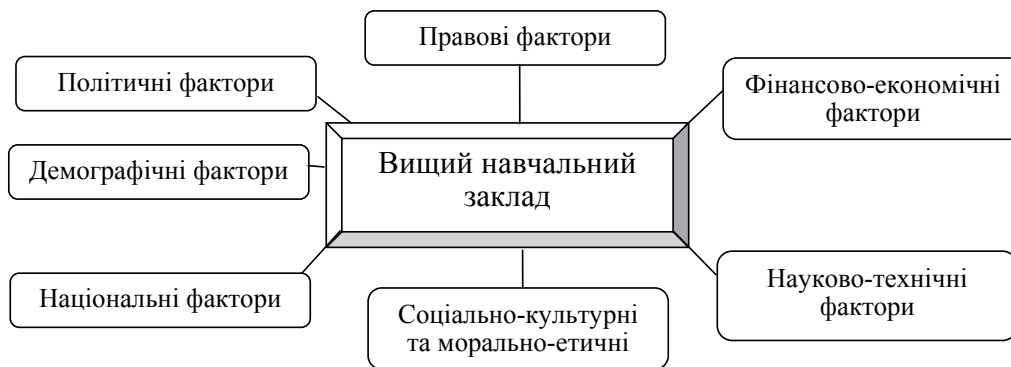 Правові фактори
Політичні фактори
Фінансово-економічні
фактори
Демографічні фактори
Вищий навчальний
заклад
Національні фактори
Соціально-культурні
та морально-етичні
Науково-технічні
фактори